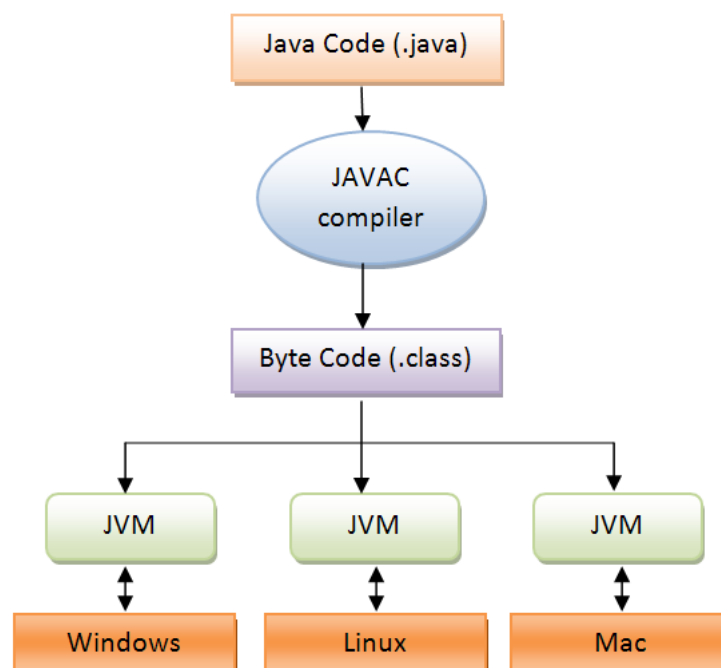 Java Code (.java)
JAVAC
compiler
Byte Code (.class)
JVM
JVM
JVM
Windows
Linux
Mac